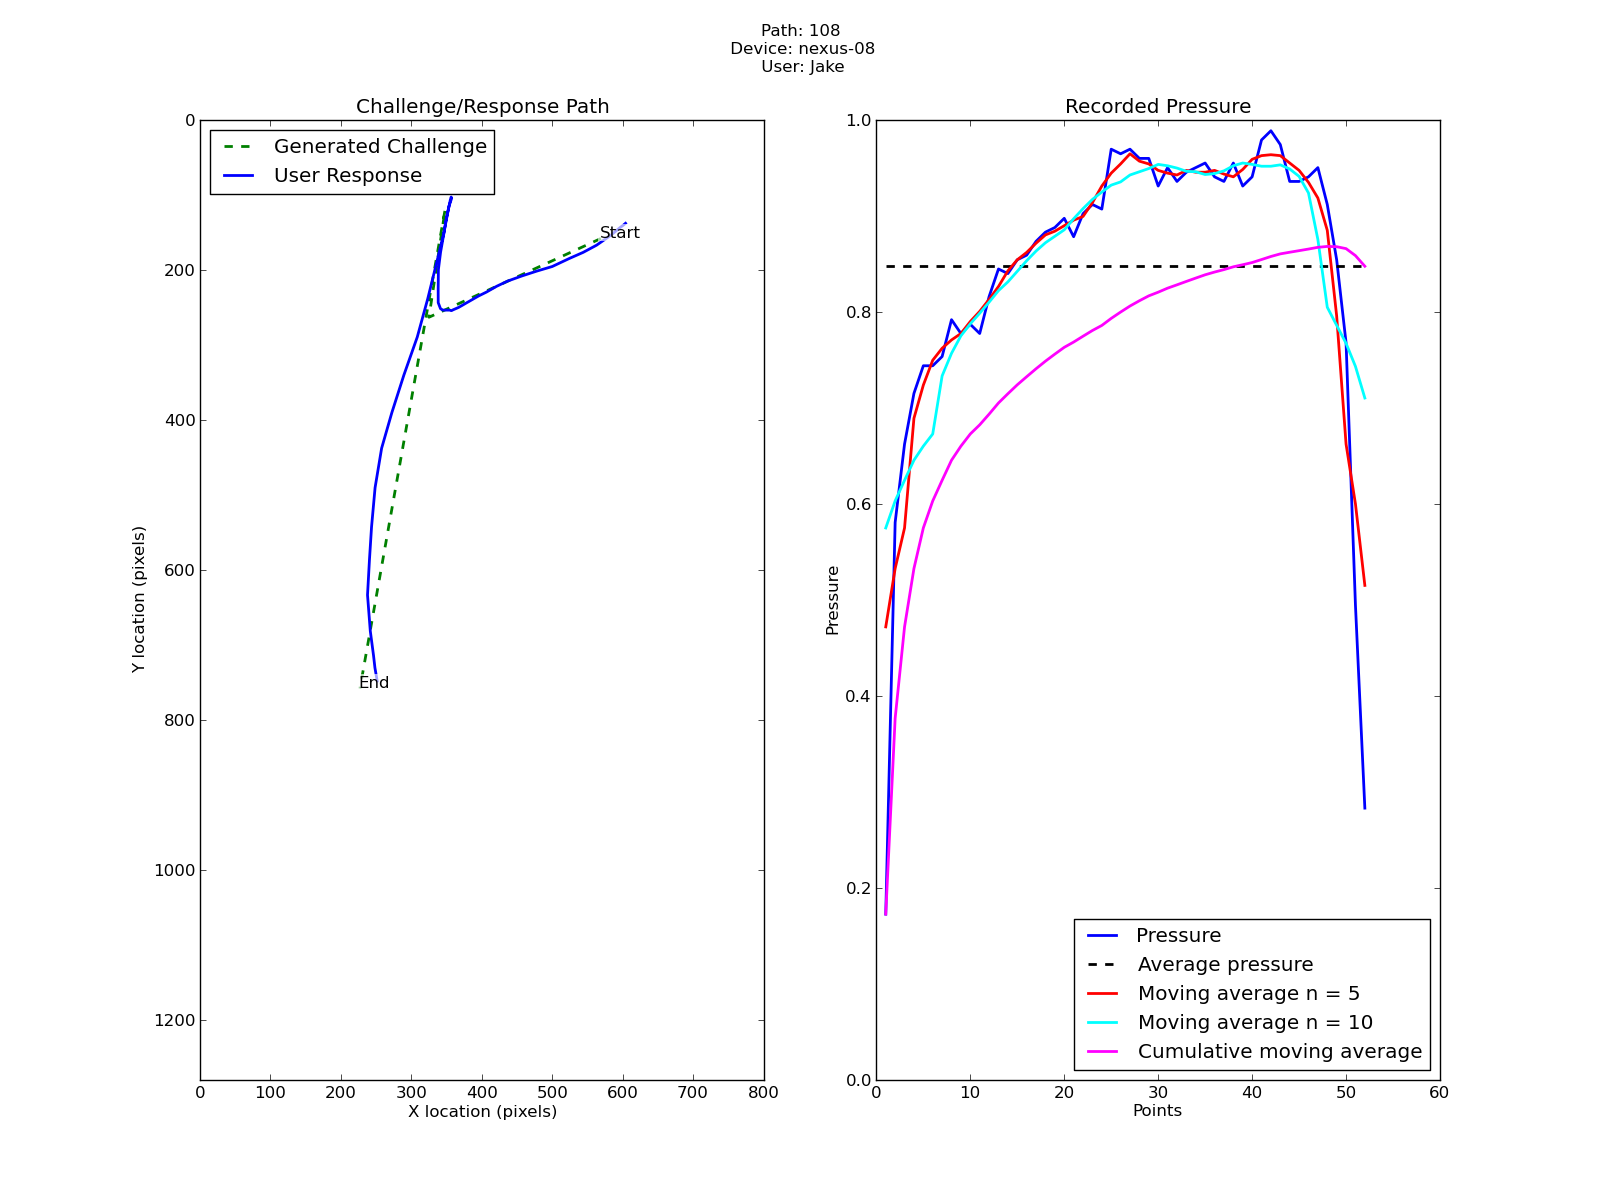 Path: 108
Device: nexus-08
User: Jake
Challenge/Response Path
Generated Challenge
User Response
Start
End
0
200
400
600
800
1000
1200
Y location (pixels)
0 100 200 300 400 500 600 700 800
X location (pixels)
Recorded Pressure
1.0
0.8
0.6
0.4
0.2
0.0
Pressure
Pressure
Average pressure
Moving average n = 5
Moving average n = 10
Cumulative moving average
0 10 20 30 40 50 60
Points